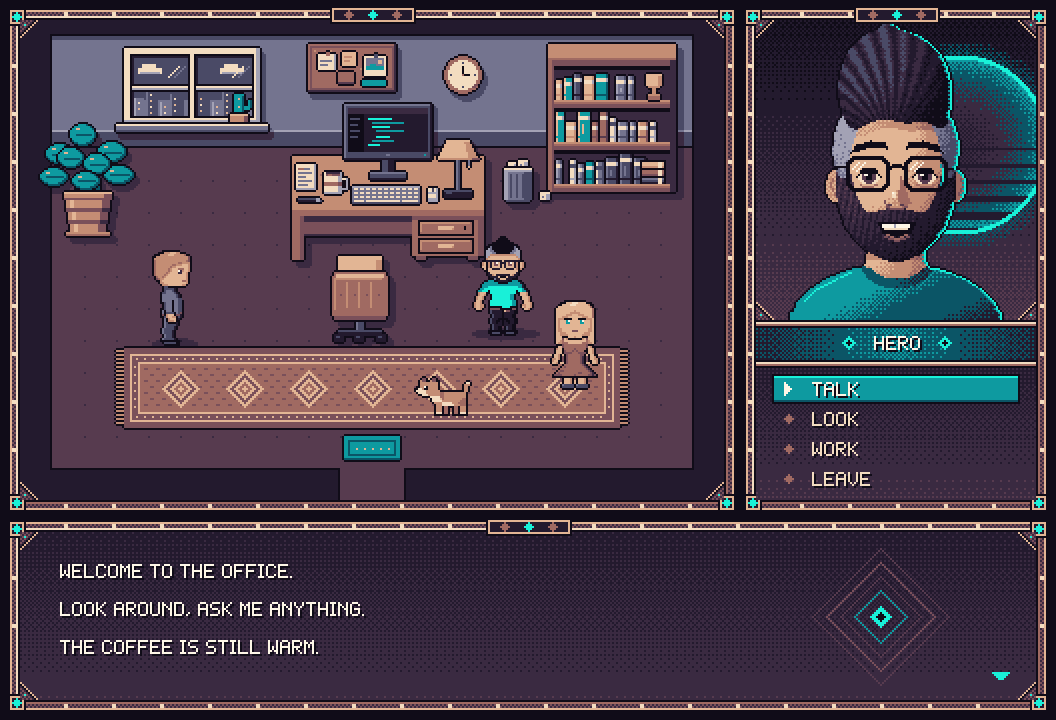 HERO
TALK
LOOK
WORK
LEAVE
WELCOME TO THE OFFICE.
LOOK AROUND. ASK ME ANYTHING.
THE COFFEE IS STILL WARM.